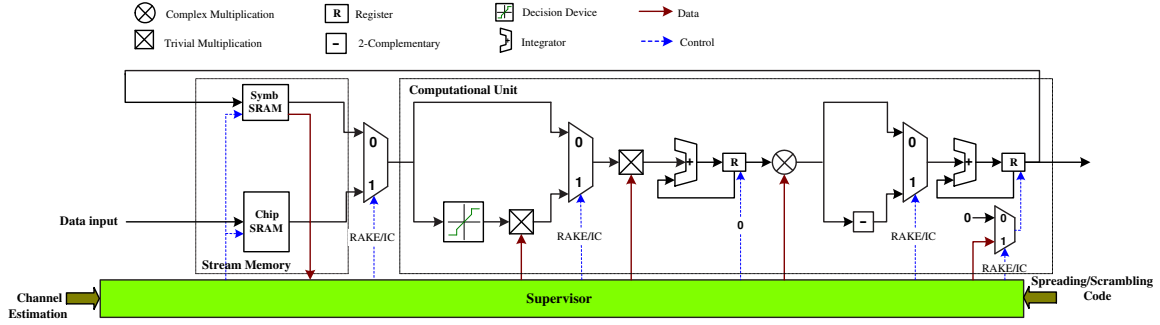 Complex Multiplication
R
Register
Decision Device
Data
Trivial Multiplication
2-Complementary
Integrator
Control
Symb
SRAM
Computational Unit
0
0
0
1
1
1
+
R
+
R
Data input
Chip
SRAM
RAKE/IC
RAKE/IC
0
RAKE/IC
0
0
1
RAKE/IC
Stream Memory
Channel
Estimation
Supervisor
Spreading/Scrambling
Code